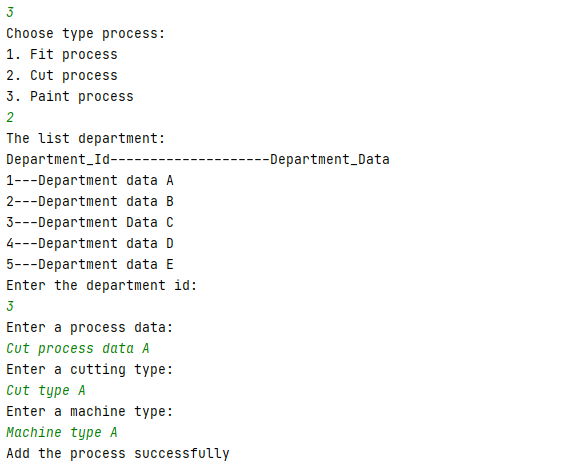 3
Choose type process:
1. Fit process
2. Cut process
3. Paint process
2
The list department:
Department_Id--------------------Department_Data
1---Department data A
2---Department data B
3---Department Data C
4---Department data D
5---Department data E
Enter the department id:
3
Enter a process data:
Cut process data A
Enter a cutting type:
Cut type A
Enter a machine type:
Machine type A
Add the process successfully